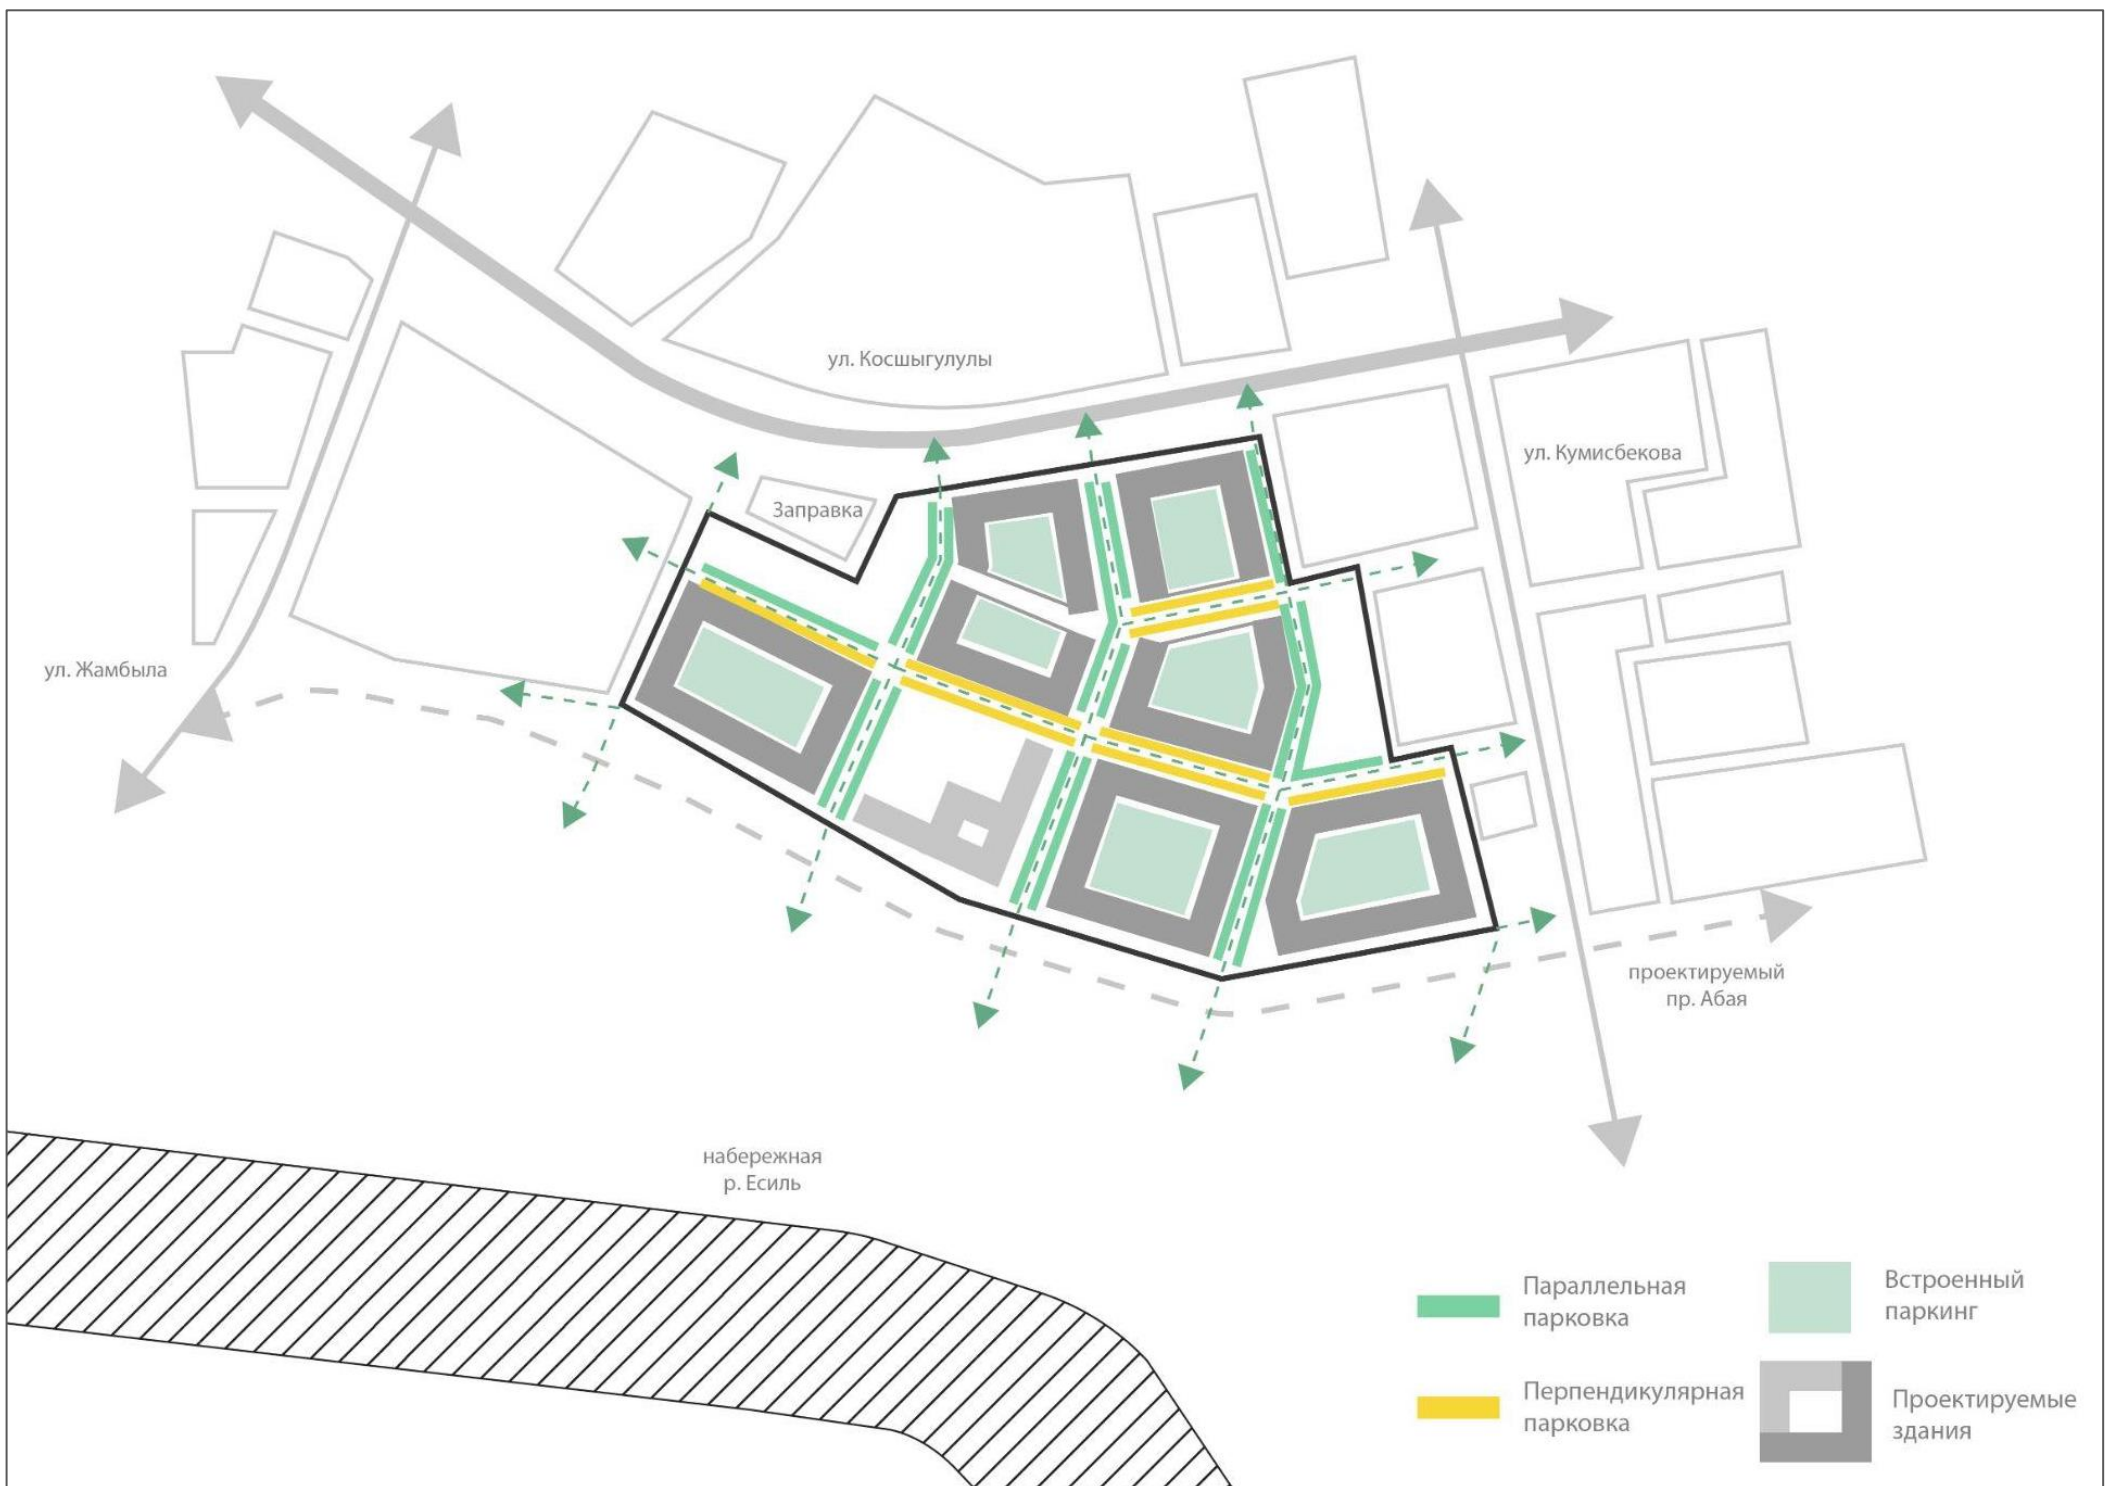 ул. Косшыгулулы
ул. Кумисбекова
Заправка
ул. Жамбыла
проектируемый
пр. Абая
набережная
р. Есиль
Параллельная
парковка
Встроенный
паркинг
Перпендикулярная
парковка
Проектируемые
здания